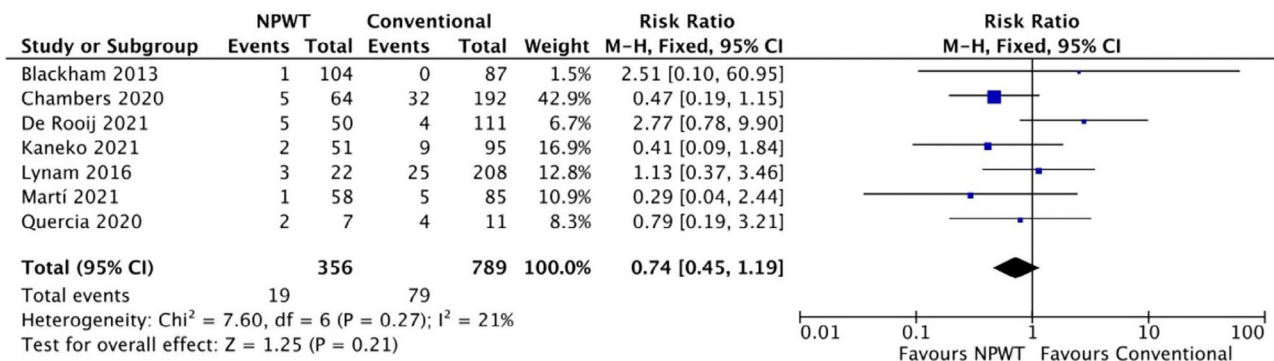 NPWT Conventional Risk Ratio Risk Ratio
Study or Subgroup Events Total Events Total Weight M-H, Fixed, 95% CI M-H, Fixed, 95% CI
Blackham 2013 1 104 0 87 1.5% 2.51 [0.10, 60.95]
Chambers 2020 5 64 32 192 42.9% 0.47 [0.19, 1.15]
De Rooij 2021 5 50 4 111 6.7% 2.77 [0.78, 9.90]
Kaneko 2021 2 51 9 95 16.9% 0.41 [0.09, 1.84]
Lynam 2016 3 22 25 208 12.8% 1.13 [0.37, 3.46]
Martí 2021 1 58 5 85 10.9% 0.29 [0.04, 2.44]
Quercia 2020 2 7 4 11 8.3% 0.79 [0.19, 3.21]
Total (95% CI) 356 789 100.0% 0.74 [0.45, 1.19]
Total events 19 79
Heterogeneity: Chi² = 7.60, df = 6 (P = 0.27); I² = 21%
Test for overall effect: Z = 1.25 (P = 0.21)
0.01 0.1 1 10 100
Favours NPWT Favours Conventional